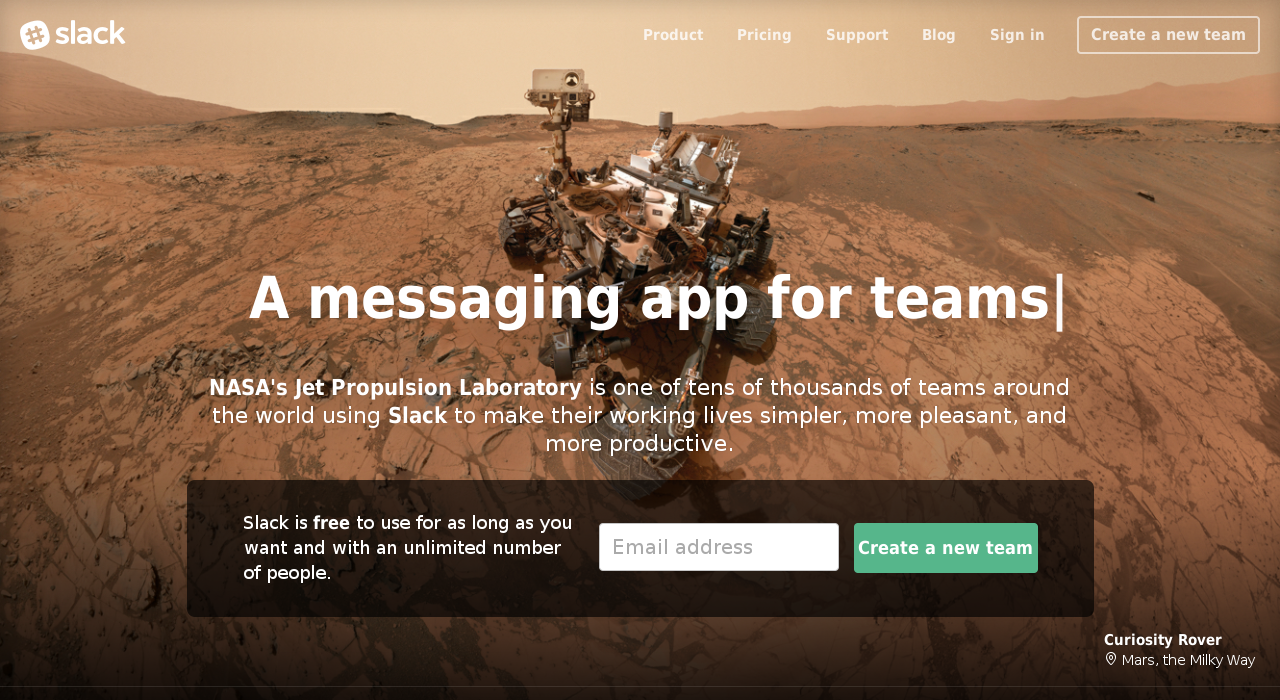 slack
Product
Pricing
Support
Blog
Sign in
Create a new team
A messaging app for teams|
NASA's Jet Propulsion Laboratory is one of tens of thousands of teams around
the world using Slack to make their working lives simpler, more pleasant, and
more productive.
Slack is free to use for as long as you
want and with an unlimited number
of people.
Email address
Create a new team
Curiosity Rover
Mars, the Milky Way